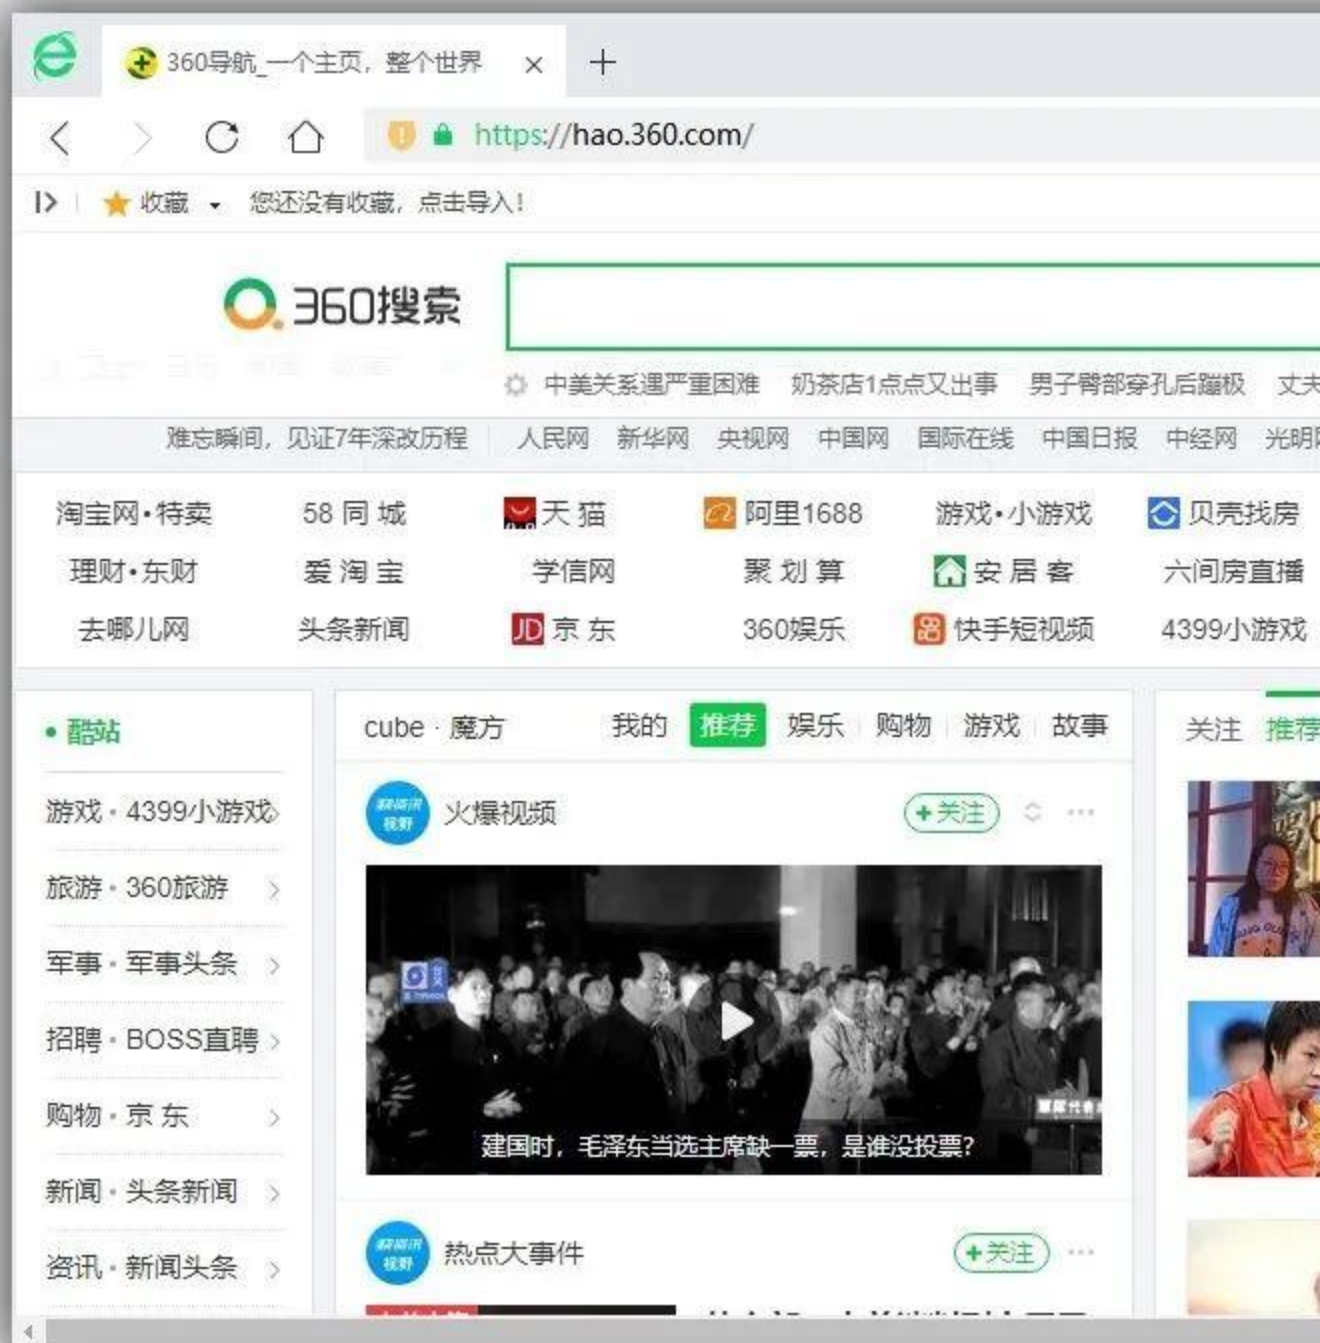 360导航_一个主页，整个世界
https://hao.360.com/
收藏 您还没有收藏，点击导入！
360搜索
中美关系遇严重困难 奶茶店1点点又出事 男子臀部穿孔后蹦极 丈夫
难忘瞬间，见证7年深改历程 人民网 新华网 央视网 中国网 国际在线 中国日报 中经网 光明
淘宝网•特卖 58 同 城 天 猫 阿里1688 游戏•小游戏 贝壳找房
理财•东财 爱 淘 宝 学信网 聚 划 算 安 居 客 六间房直播
去哪儿网 头条新闻 JD 京 东 360娱乐 快手短视频 4399小游戏
• 酷站
游戏 • 4399小游戏
旅游 • 360旅游
军事 • 军事头条
招聘 • BOSS直聘
购物 • 京 东
新闻 • 头条新闻
资讯 • 新闻头条
cube · 魔方 我的 推荐 娱乐 购物 游戏 故事
视野
火爆视频 +关注
建国时，毛泽东当选主席缺一票，是谁没投票?
视野
热点大事件 +关注
关注 推荐